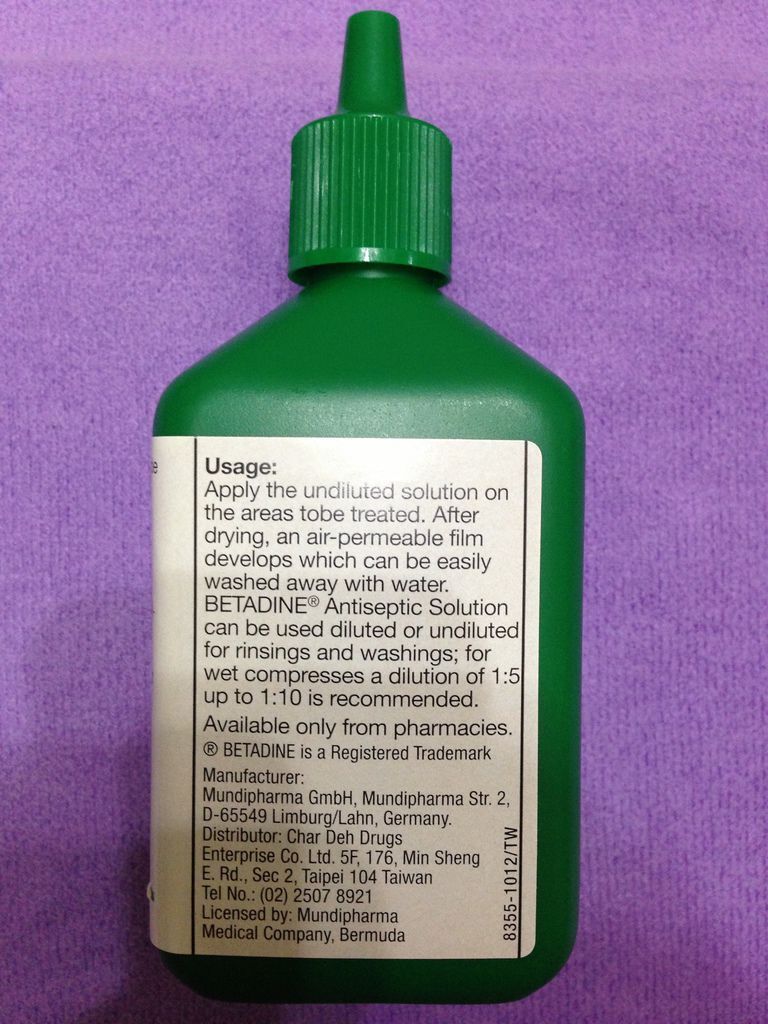 Usage:
Apply the undiluted solution on
the areas tobe treated. After
drying, an air-permeable film
develops which can be easily
washed away with water.
BETADINE® Antiseptic Solution
can be used diluted or undiluted
for rinsings and washings; for
wet compresses a dilution of 1:5
up to 1:10 is recommended.
Available only from pharmacies.
® BETADINE is a Registered Trademark
Manufacturer:
Mundipharma GmbH, Mundipharma Str. 2,
D-65549 Limburg/Lahn, Germany.
Distributor: Char Deh Drugs
Enterprise Co. Ltd. 5F, 176, Min Sheng
E. Rd., Sec 2, Taipei 104 Taiwan
Tel No.: (02) 2507 8921
Licensed by: Mundipharma
Medical Company, Bermuda
8355-1012/TW